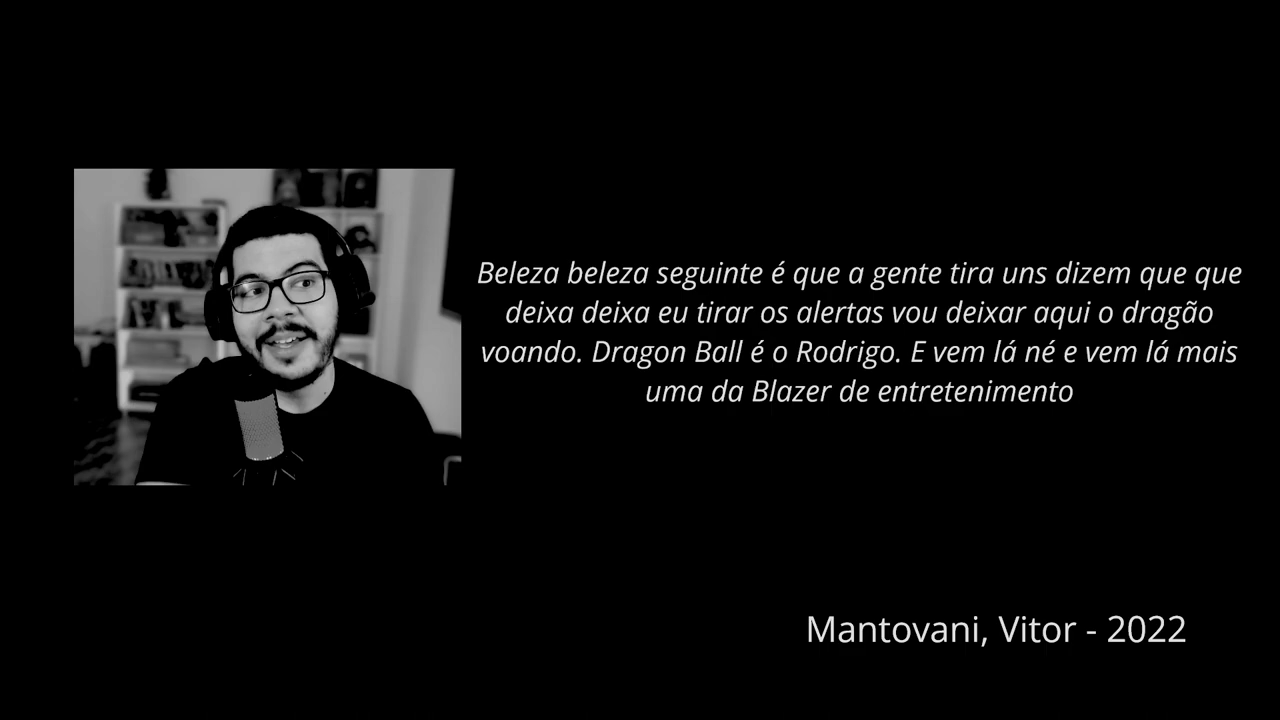 Beleza beleza seguinte é que a gente tira uns dizem que que
deixa deixa eu tirar os alertas vou deixar aqui o dragão
voando. Dragon Ball é o Rodrigo. E vem lá né e vem lá mais
uma da Blazer de entretenimento
Mantovani, Vitor - 2022